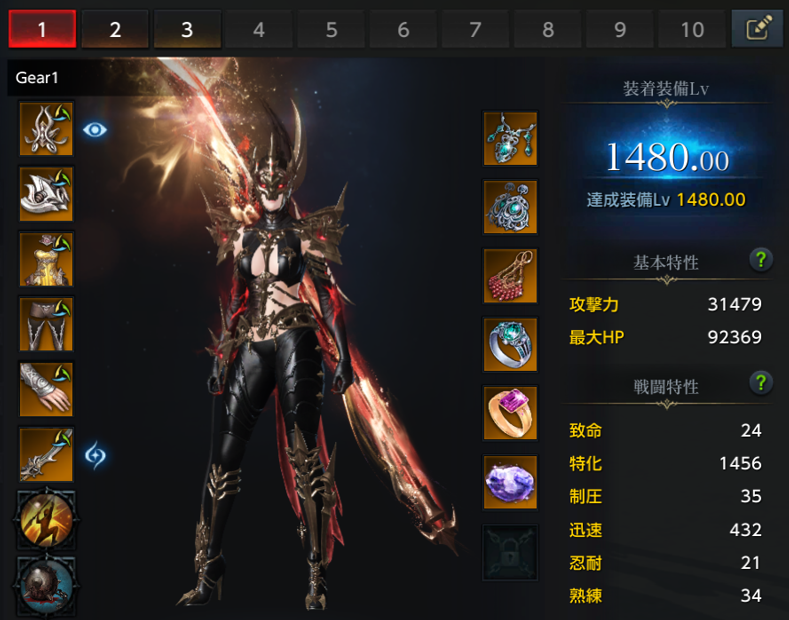 1 2 3 4 5 6 7 8 9 10
Gear1
装着装備Lv
1480.00
達成装備Lv 1480.00
基本特性 ?
攻撃力 31479
最大HP 92369
戦闘特性 ?
致命 24
特化 1456
制圧 35
迅速 432
忍耐 21
熟練 34